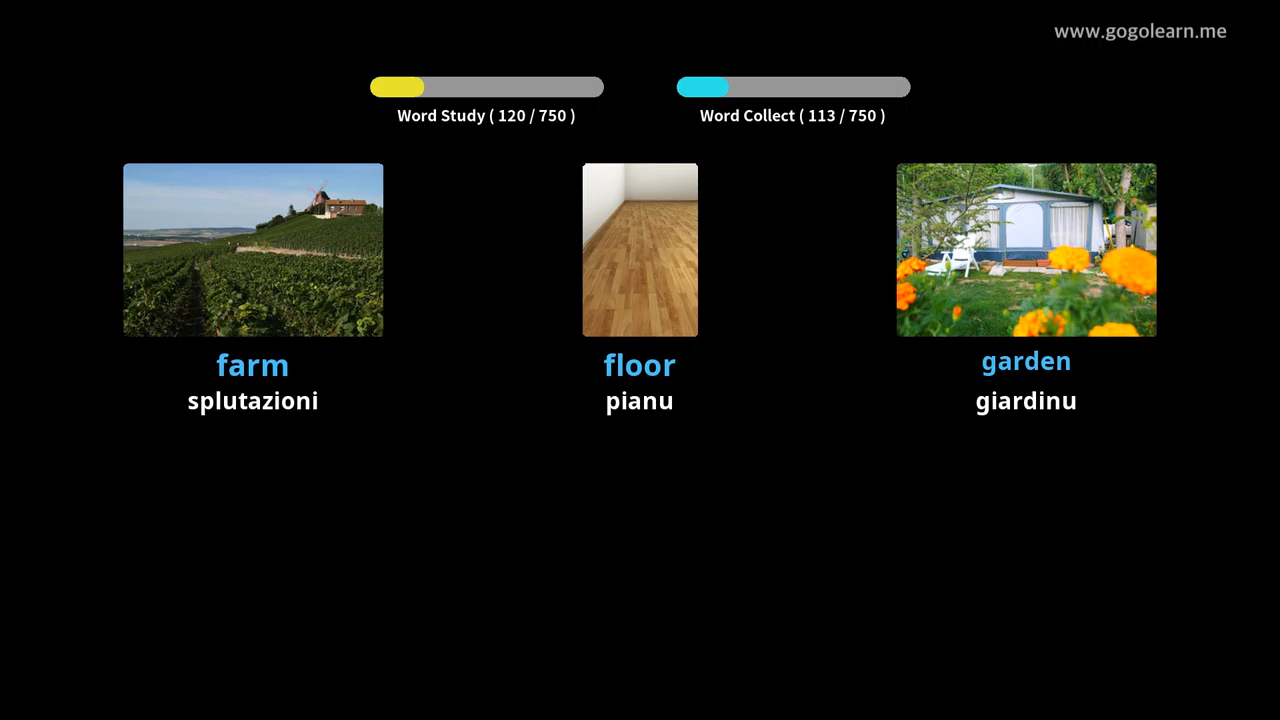 www.gogolearn.me
Word Study ( 120 / 750 )
Word Collect ( 113 / 750 )
farm
floor
garden
splutazioni
pianu
giardinu